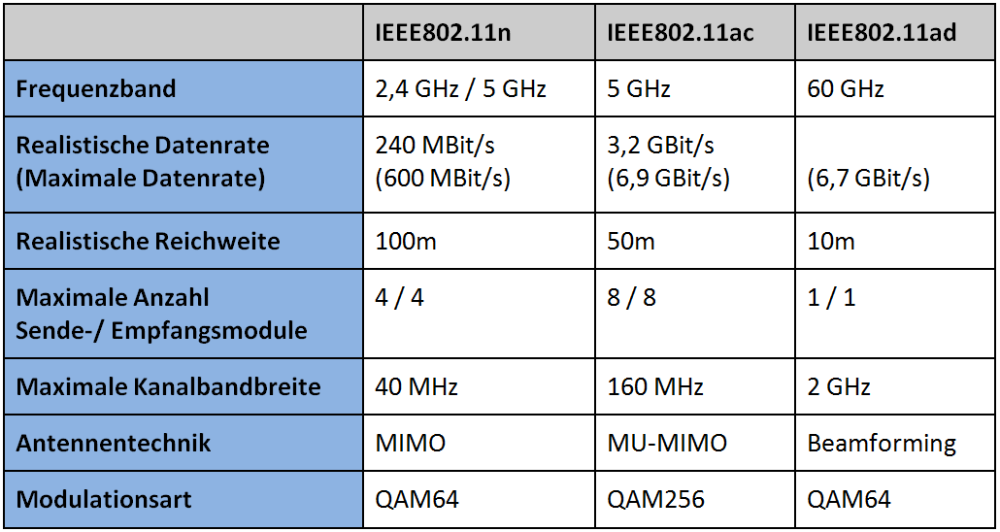 IEEE802.11n IEEE802.11ac IEEE802.11ad
Frequenzband 2,4 GHz / 5 GHz 5 GHz 60 GHz
Realistische Datenrate 240 MBit/s 3,2 GBit/s
(Maximale Datenrate) (600 MBit/s) (6,9 GBit/s) (6,7 GBit/s)
Realistische Reichweite 100m 50m 10m
Maximale Anzahl 4 / 4 8 / 8 1 / 1
Sende-/ Empfangsmodule
Maximale Kanalbandbreite 40 MHz 160 MHz 2 GHz
Antennentechnik MIMO MU-MIMO Beamforming
Modulationsart QAM64 QAM256 QAM64